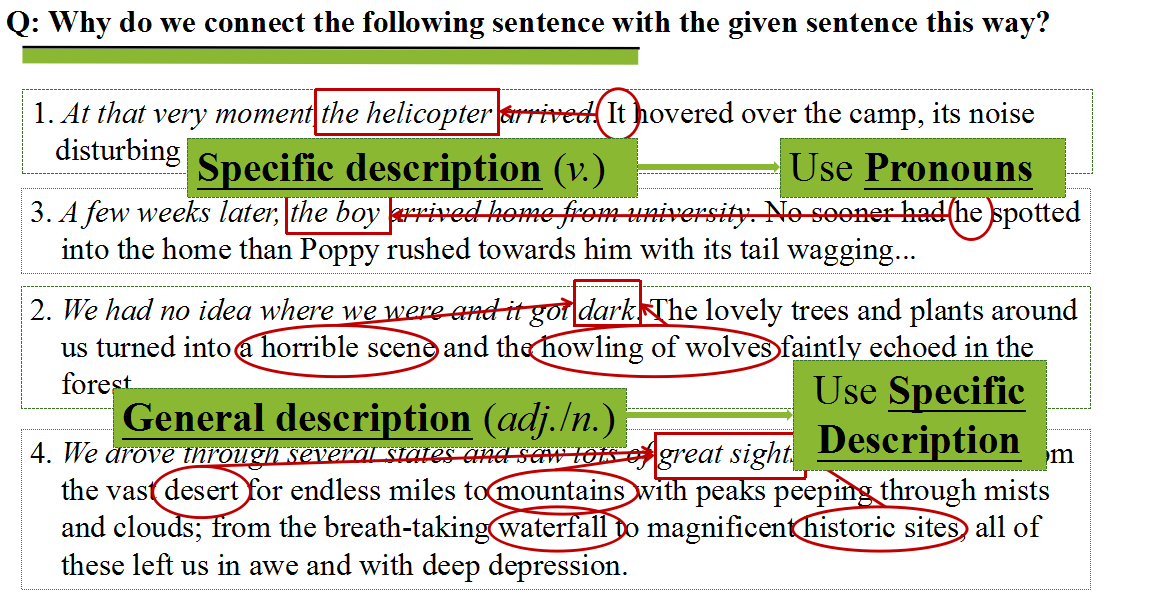 Q: Why do we connect the following sentence with the given sentence this way?
1. At that very moment the helicopter arrived. It hovered over the camp, its noise
disturbing
Specific description (v.)
Use Pronouns
3. A few weeks later, the boy arrived home from university. No sooner had he spotted
into the home than Poppy rushed towards him with its tail wagging...
2. We had no idea where we were and it got dark. The lovely trees and plants around
us turned into a horrible scene and the howling of wolves faintly echoed in the
forest
General description (adj./n.)
Use Specific
Description
4. We drove through several states and saw lots of great sights
the vast desert for endless miles to mountains with peaks peeping through mists
and clouds; from the breath-taking waterfall to magnificent historic sites, all of
these left us in awe and with deep depression.